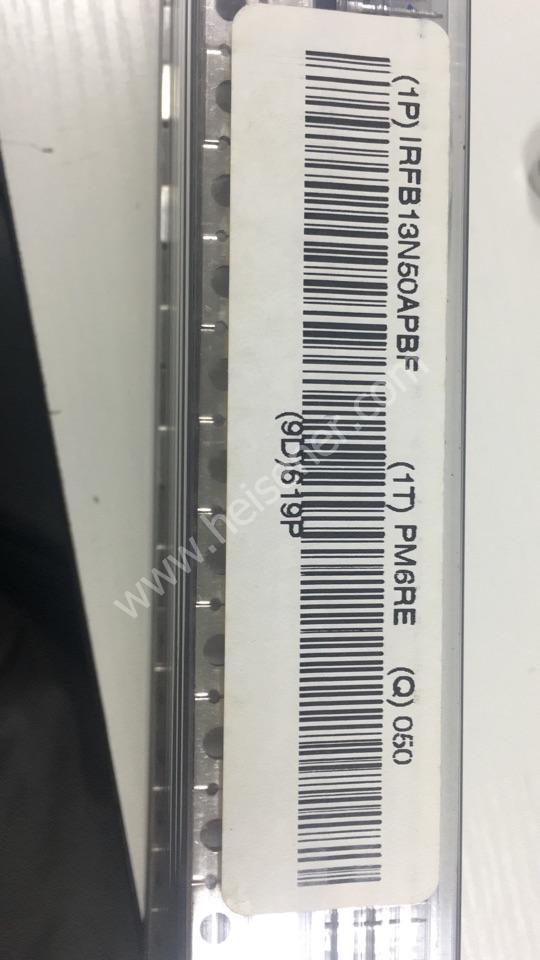 (1P) IRFB13N50APBF (1T) PM6RE (Q) 050
(9D)619P
www.heisener.com